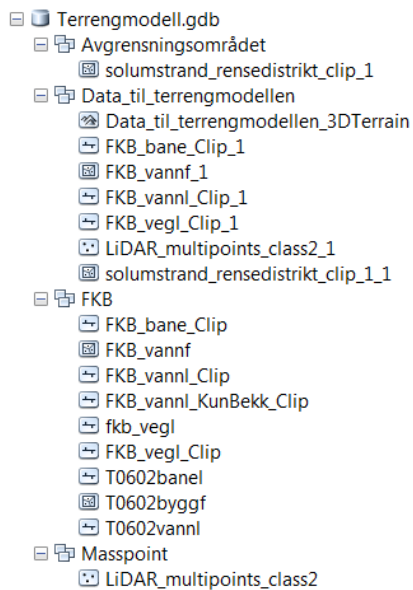 Terrengmodell.gdb
Avgrensningsområdet
solumstrand_rensedistrikt_clip_1
Data_til_terrengmodellen
Data_til_terrengmodellen_3DTerrain
FKB_bane_Clip_1
FKB_vannf_1
FKB_vannl_Clip_1
FKB_vegl_Clip_1
LiDAR_multipoints_class2_1
solumstrand_rensedistrikt_clip_1_1
FKB
FKB_bane_Clip
FKB_vannf
FKB_vannl_Clip
FKB_vannl_KunBekk_Clip
fkb_vegl
FKB_vegl_Clip
T0602banel
T0602byggf
T0602vannl
Masspoint
LiDAR_multipoints_class2